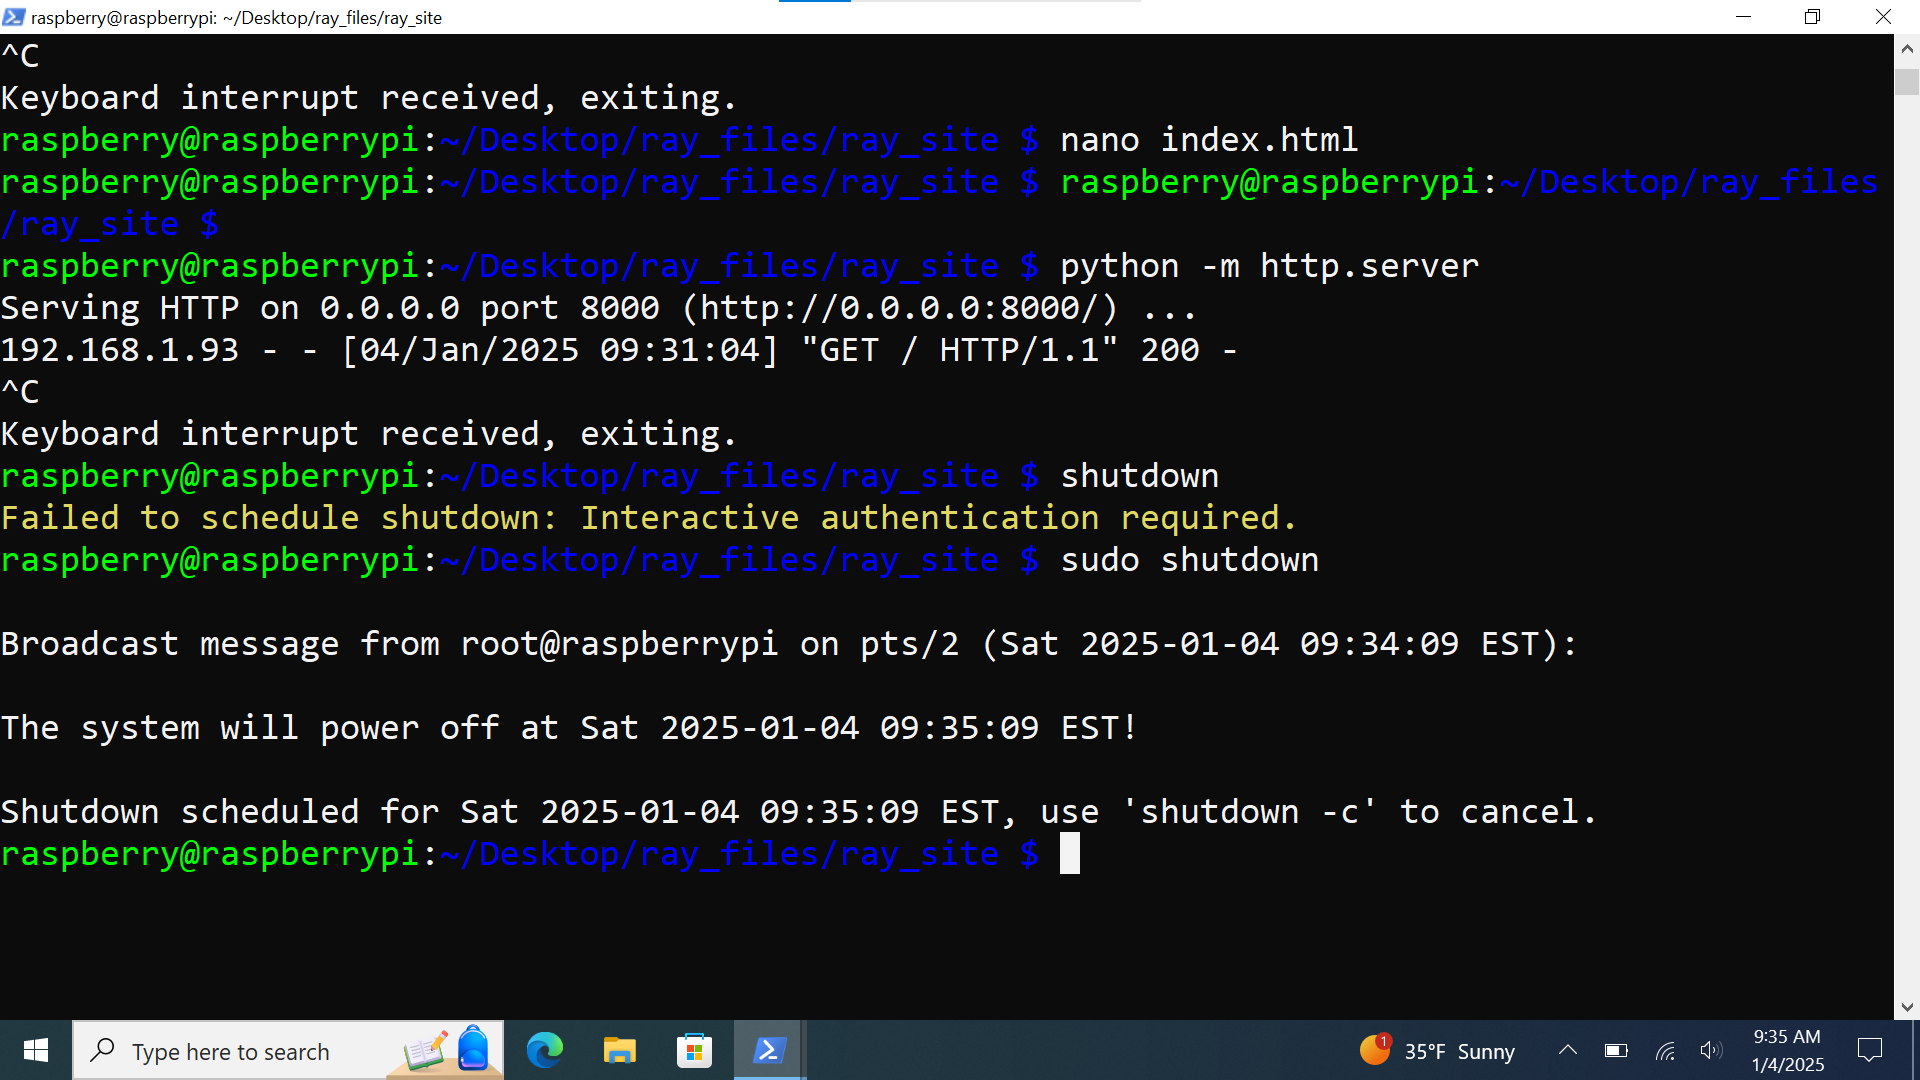 raspberry@raspberrypi: ~/Desktop/ray_files/ray_site
^C
Keyboard interrupt received, exiting.
raspberry@raspberrypi:~/Desktop/ray_files/ray_site $ nano index.html
raspberry@raspberrypi:~/Desktop/ray_files/ray_site $ raspberry@raspberrypi:~/Desktop/ray_files
/ray_site $
raspberry@raspberrypi:~/Desktop/ray_files/ray_site $ python -m http.server
Serving HTTP on 0.0.0.0 port 8000 (http://0.0.0.0:8000/) ...
192.168.1.93 - - [04/Jan/2025 09:31:04] "GET / HTTP/1.1" 200 -
^C
Keyboard interrupt received, exiting.
raspberry@raspberrypi:~/Desktop/ray_files/ray_site $ shutdown
Failed to schedule shutdown: Interactive authentication required.
raspberry@raspberrypi:~/Desktop/ray_files/ray_site $ sudo shutdown
Broadcast message from root@raspberrypi on pts/2 (Sat 2025-01-04 09:34:09 EST):
The system will power off at Sat 2025-01-04 09:35:09 EST!
Shutdown scheduled for Sat 2025-01-04 09:35:09 EST, use 'shutdown -c' to cancel.
raspberry@raspberrypi:~/Desktop/ray_files/ray_site $
Type here to search
1
35°F Sunny
9:35 AM
1/4/2025